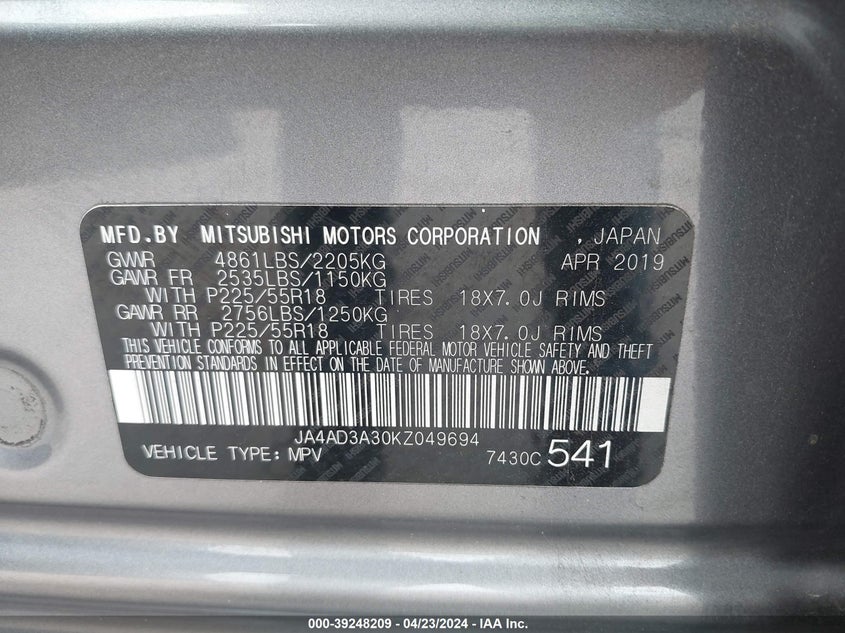 MFD.BY MITSUBISHI MOTORS CORPORATION , JAPAN
GVWR 4861LBS/2205KG APR 2019
GAWR FR 2535LBS/1150KG
WITH P225/55R18 TIRES 18X7.0J RIMS
GAWR RR 2756LBS/1250KG
WITH P225/55R18 TIRES 18X7.0J RIMS
THIS VEHICLE CONFORMS TO ALL APPLICABLE FEDERAL MOTOR VEHICLE SAFETY AND THEFT
PREVENTION STANDARDS IN EFFECT ON THE DATE OF MANUFACTURE SHOWN ABOVE.
JA4AD3A30KZ049694
VEHICLE TYPE: MPV 7430C 541
000-39248209 - 04/23/2024 - IAA Inc.